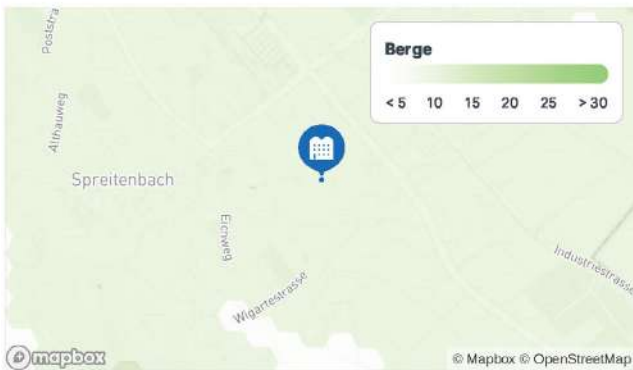 Poststra
Berge
< 5 10 15 20 25 > 30
Althauweg
Spreitenbach
Eichweg
Industriestrasse
Wigartestrasse
mapbox
© Mapbox © OpenStreetMap